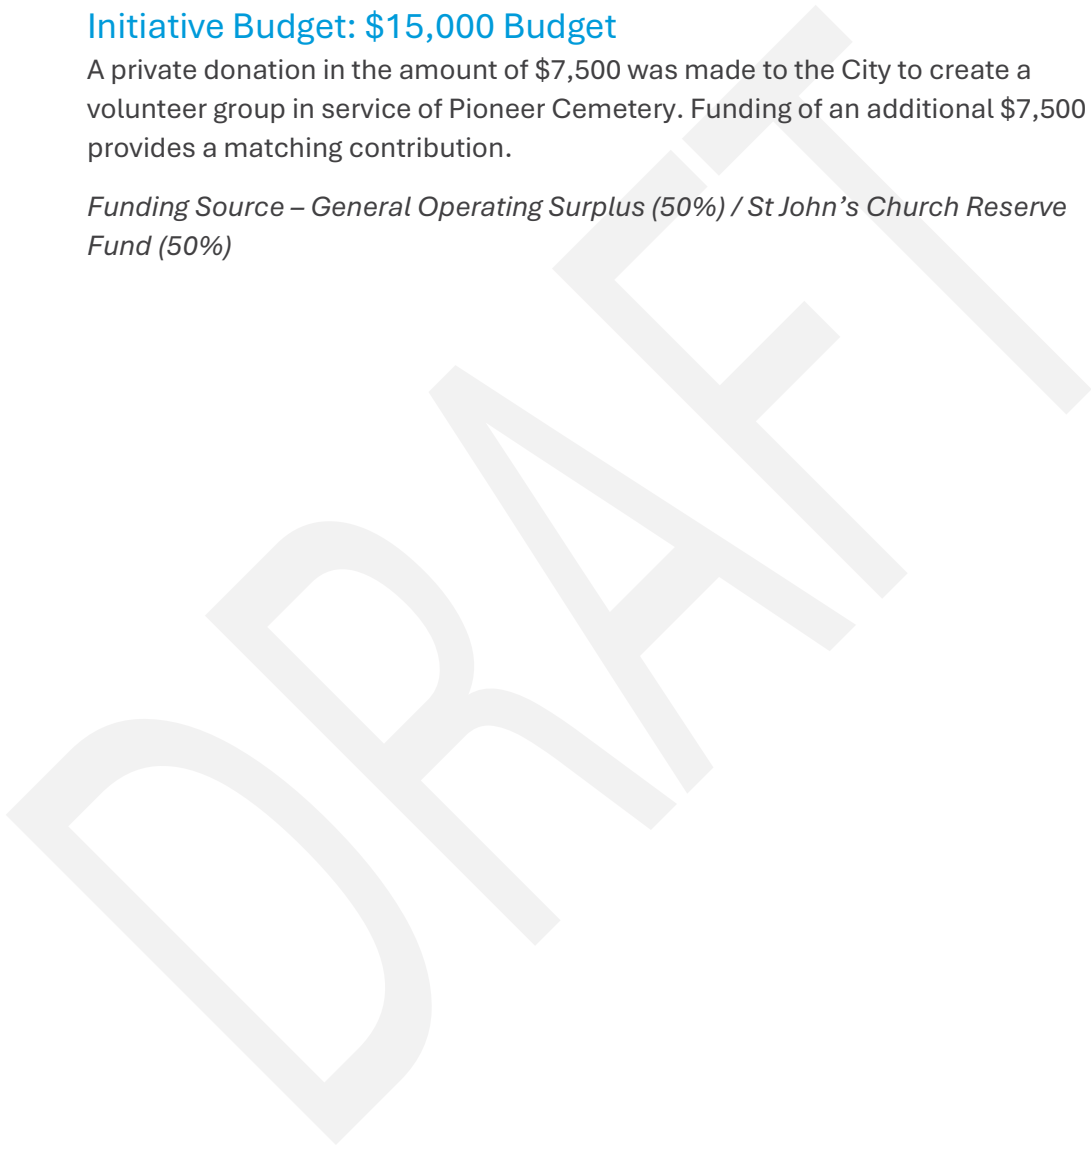 Initiative Budget: $15,000 Budget
A private donation in the amount of $7,500 was made to the City to create a
volunteer group in service of Pioneer Cemetery. Funding of an additional $7,500
provides a matching contribution.
Funding Source – General Operating Surplus (50%) / St John’s Church Reserve
Fund (50%)
DRAFT